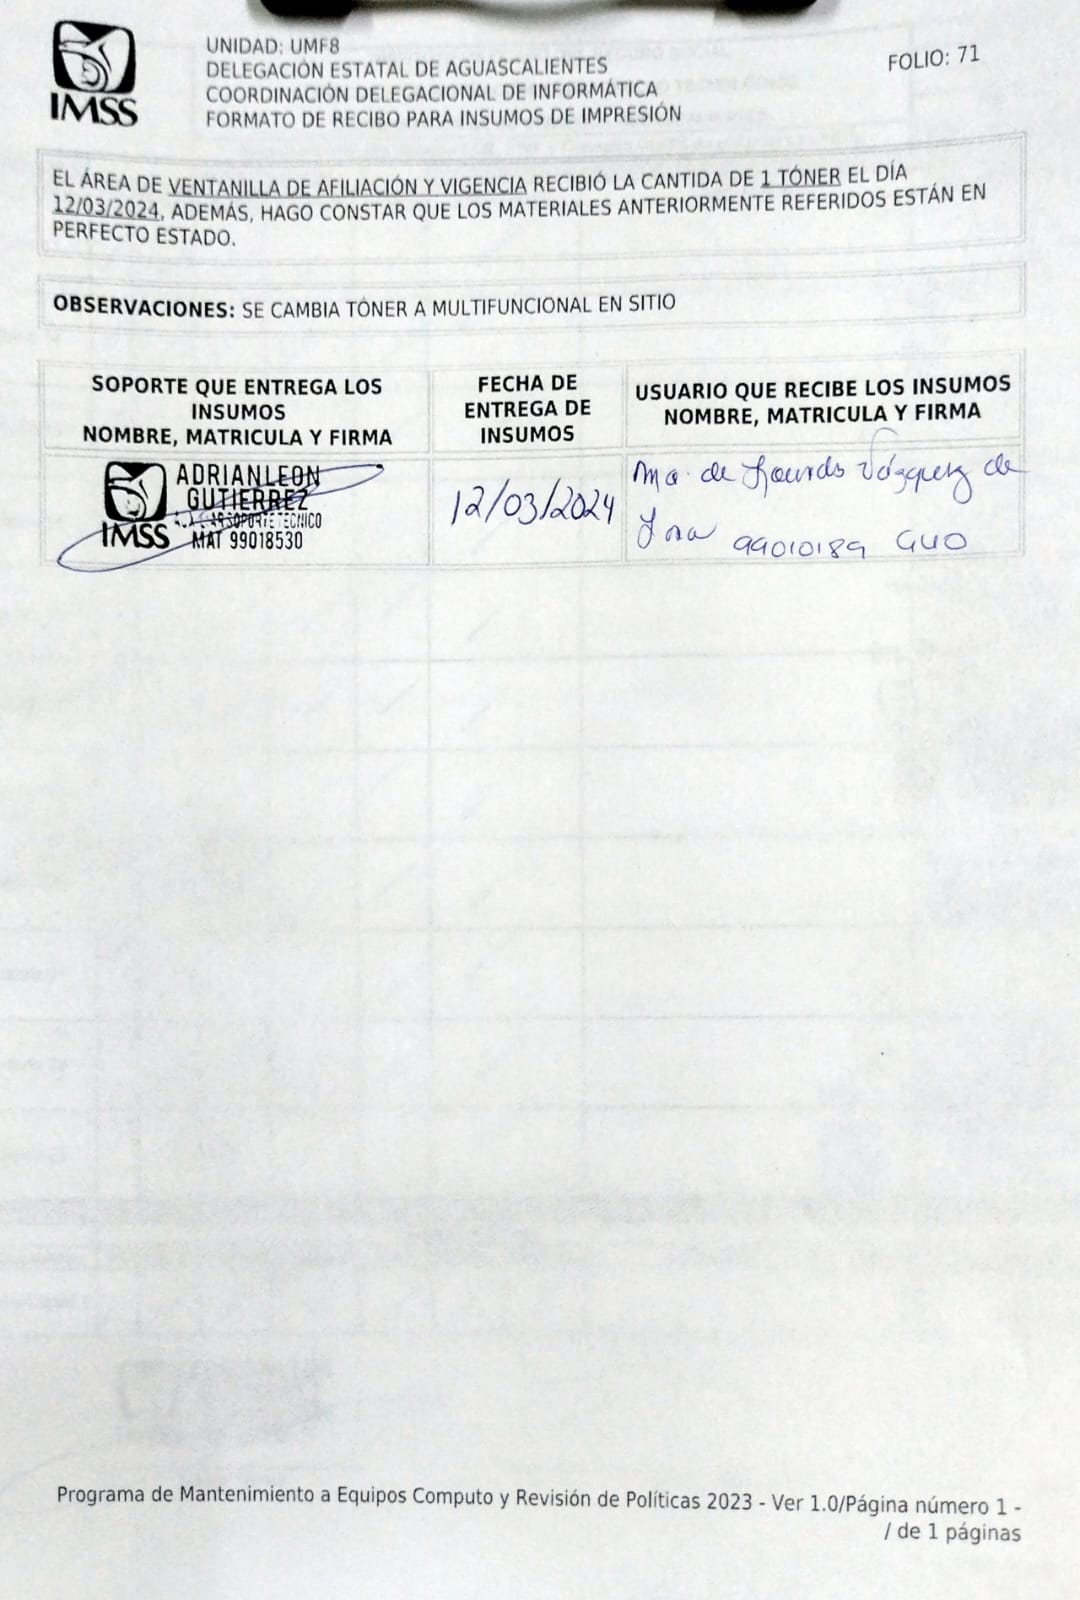 IMSS
UNIDAD: UMF8
DELEGACIÓN ESTATAL DE AGUASCALIENTES
COORDINACIÓN DELEGACIONAL DE INFORMÁTICA
FORMATO DE RECIBO PARA INSUMOS DE IMPRESIÓN
FOLIO: 71
EL ÁREA DE VENTANILLA DE AFILIACIÓN Y VIGENCIA RECIBIÓ LA CANTIDA DE 1 TÓNER EL DÍA
12/03/2024, ADEMÁS, HAGO CONSTAR QUE LOS MATERIALES ANTERIORMENTE REFERIDOS ESTÁN EN
PERFECTO ESTADO.
OBSERVACIONES: SE CAMBIA TÓNER A MULTIFUNCIONAL EN SITIO
SOPORTE QUE ENTREGA LOS
INSUMOS
NOMBRE, MATRICULA Y FIRMA
FECHA DE
ENTREGA DE
INSUMOS
USUARIO QUE RECIBE LOS INSUMOS
NOMBRE, MATRICULA Y FIRMA
ADRIAN LEON
GUTIERREZ
SOPORTE TECNICO
IMSS MAT 99018530
12/03/2024
Ma. de Lourdes Vázquez de
99010189
Programa de Mantenimiento a Equipos Computo y Revisión de Políticas 2023 - Ver 1.0/Página número 1 -
/ de 1 páginas